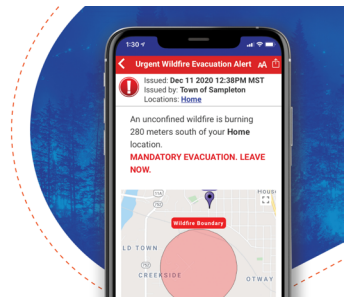 1:30
Urgent Wildfire Evacuation Alert AA
Issued: Dec 11 2020 12:38PM MST
Issued by: Town of Sampleton
Locations: Home
An unconfined wildfire is burning
280 meters south of your Home
location.
MANDATORY EVACUATION. LEAVE
NOW.
HOUSI
Wildfire Boundary
LD TOWN
CREEKSIDE
OTWAY